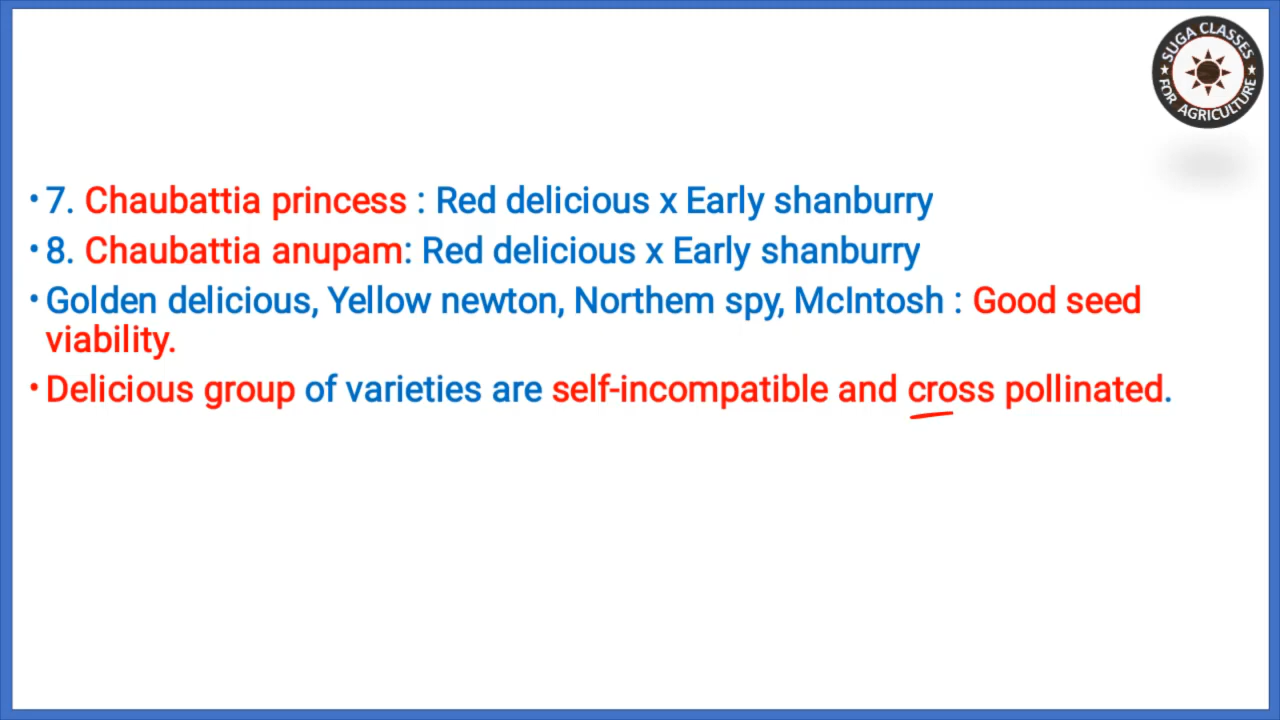 SUGA CLASSES
FOR AGRICULTURE
• 7. Chaubattia princess : Red delicious x Early shanburry
• 8. Chaubattia anupam: Red delicious x Early shanburry
• Golden delicious, Yellow newton, Northem spy, McIntosh : Good seed
viability.
• Delicious group of varieties are self-incompatible and cross pollinated.